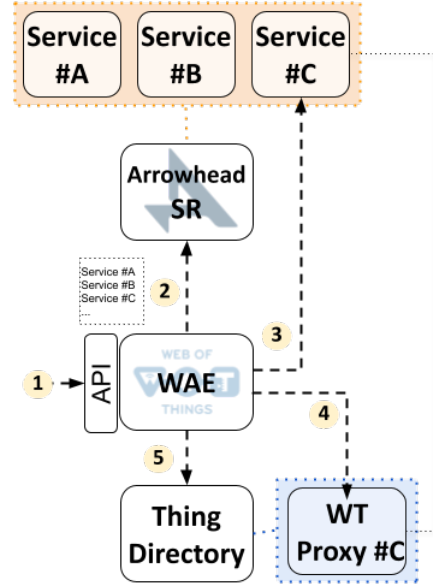 Service
#A
Service
#B
Service
#C
Arrowhead
SR
Service #A
Service #B
Service #C
...
2
3
WEB OF
WOT
THINGS
WAE
API
1
4
5
Thing
Directory
WT
Proxy #C